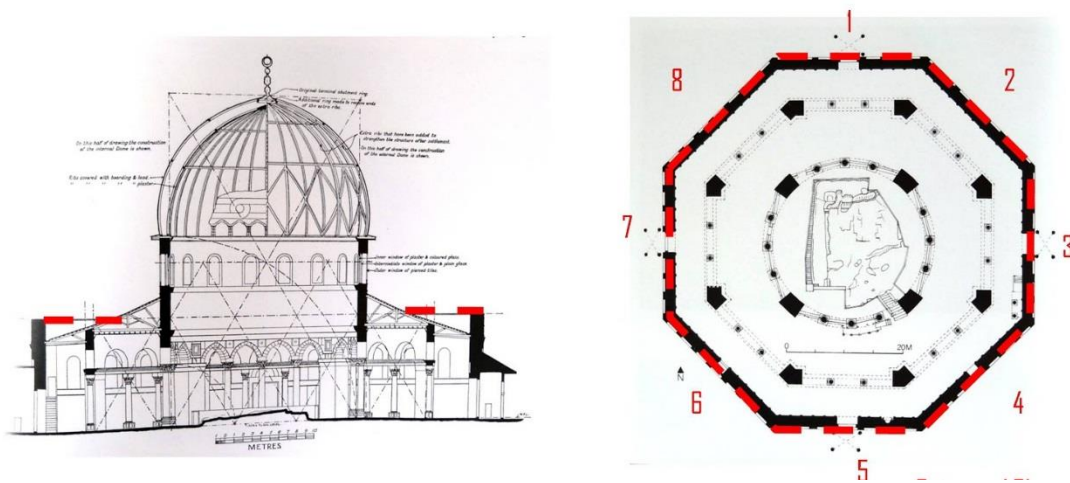 Original terminal abutment ring
Additional ring made to receive ends
of the extra ribs.
On this half of drawing the construction
of the internal Dome is shown.
Extra ribs that have been added to
strengthen the structure after settlement.
On this half of drawing the construction
of the internal Dome is shown.
Ribs covered with boarding & lead
plaster
Inner window of plaster & coloured glass.
Intermediate window of plaster & plain glass.
Outer window of pierced tiles.
METRES
1
2
3
4
5
6
7
8
0
20M
N